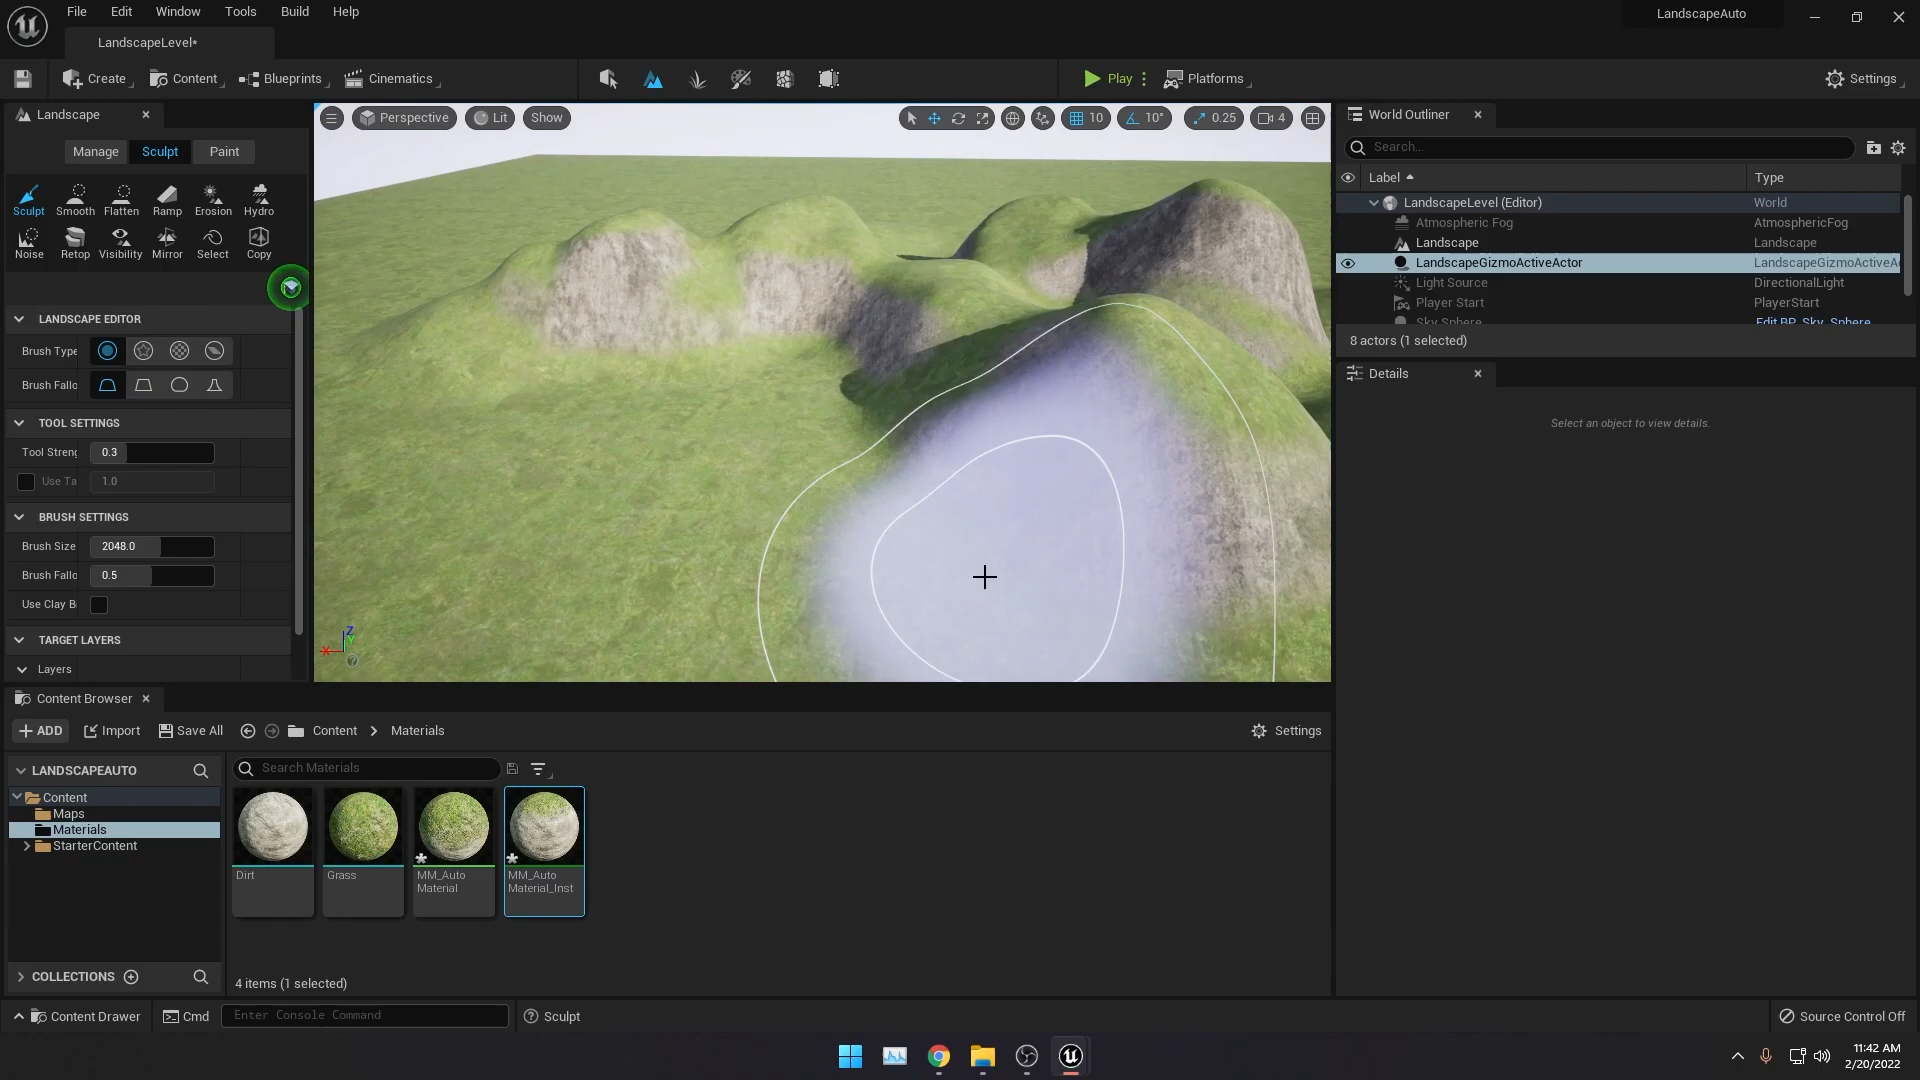 File Edit Window Tools Build Help
LandscapeAuto
LandscapeLevel*
Create Content Blueprints Cinematics
Play Platforms
Settings
Landscape
Manage Sculpt Paint
Sculpt Smooth Flatten Ramp Erosion Hydro
Noise Retop Visibility Mirror Select Copy
LANDSCAPE EDITOR
Brush Type
Brush Fallo
TOOL SETTINGS
Tool Streng 0.3
Use Ta 1.0
BRUSH SETTINGS
Brush Size 2048.0
Brush Fallo 0.5
Use Clay B
TARGET LAYERS
Layers
Perspective Lit Show
10 10° 0.25 4
Z
Y
X
World Outliner
Search...
Label Type
LandscapeLevel (Editor) World
Atmospheric Fog AtmosphericFog
Landscape Landscape
LandscapeGizmoActiveActor LandscapeGizmoActiveA
Light Source DirectionalLight
Player Start PlayerStart
Sky Sphere Edit BP_Sky_Sphere
8 actors (1 selected)
Details
Select an object to view details.
Content Browser
ADD Import Save All Content Materials Settings
LANDSCAPEAUTO
Search Materials
Content
Maps
Materials
StarterContent
Dirt
Grass
MM_Auto
Material
MM_Auto
Material_Inst
COLLECTIONS
4 items (1 selected)
Content Drawer Cmd Enter Console Command Sculpt Source Control Off
11:42 AM
2/20/2022